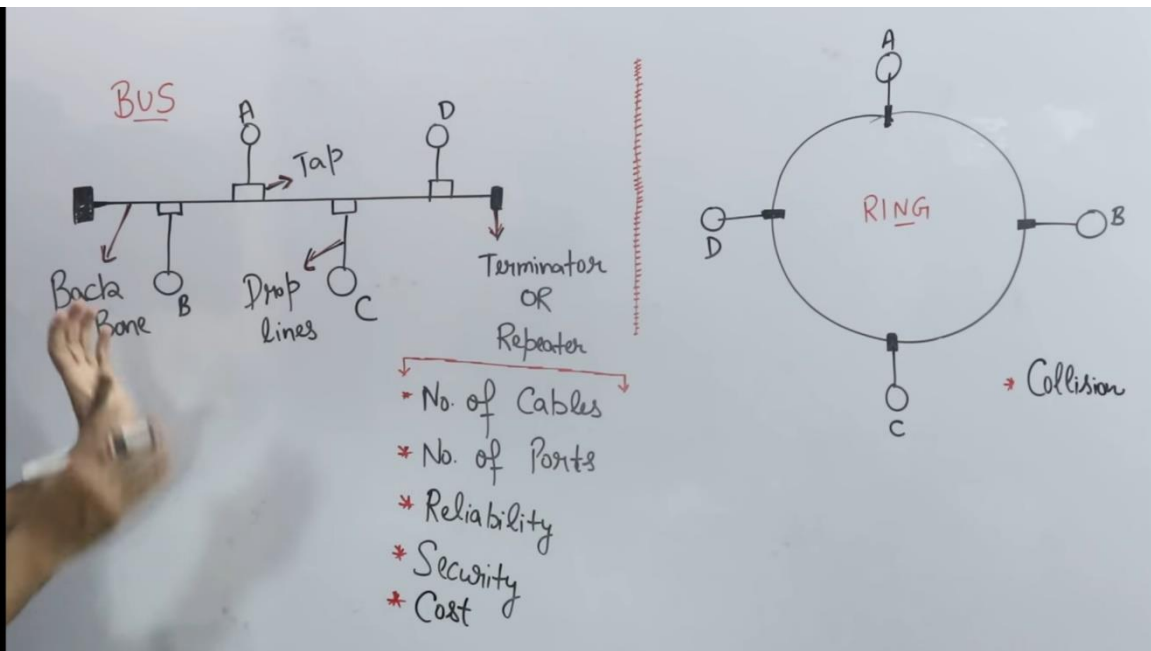 BUS
A
D
Tap
Back
Bone
B
Drop
lines
C
Terminator
OR
Repeater
* No. of Cables
* No. of Ports
* Reliability
* Security
* Cost
A
RING
B
D
C
* Collision